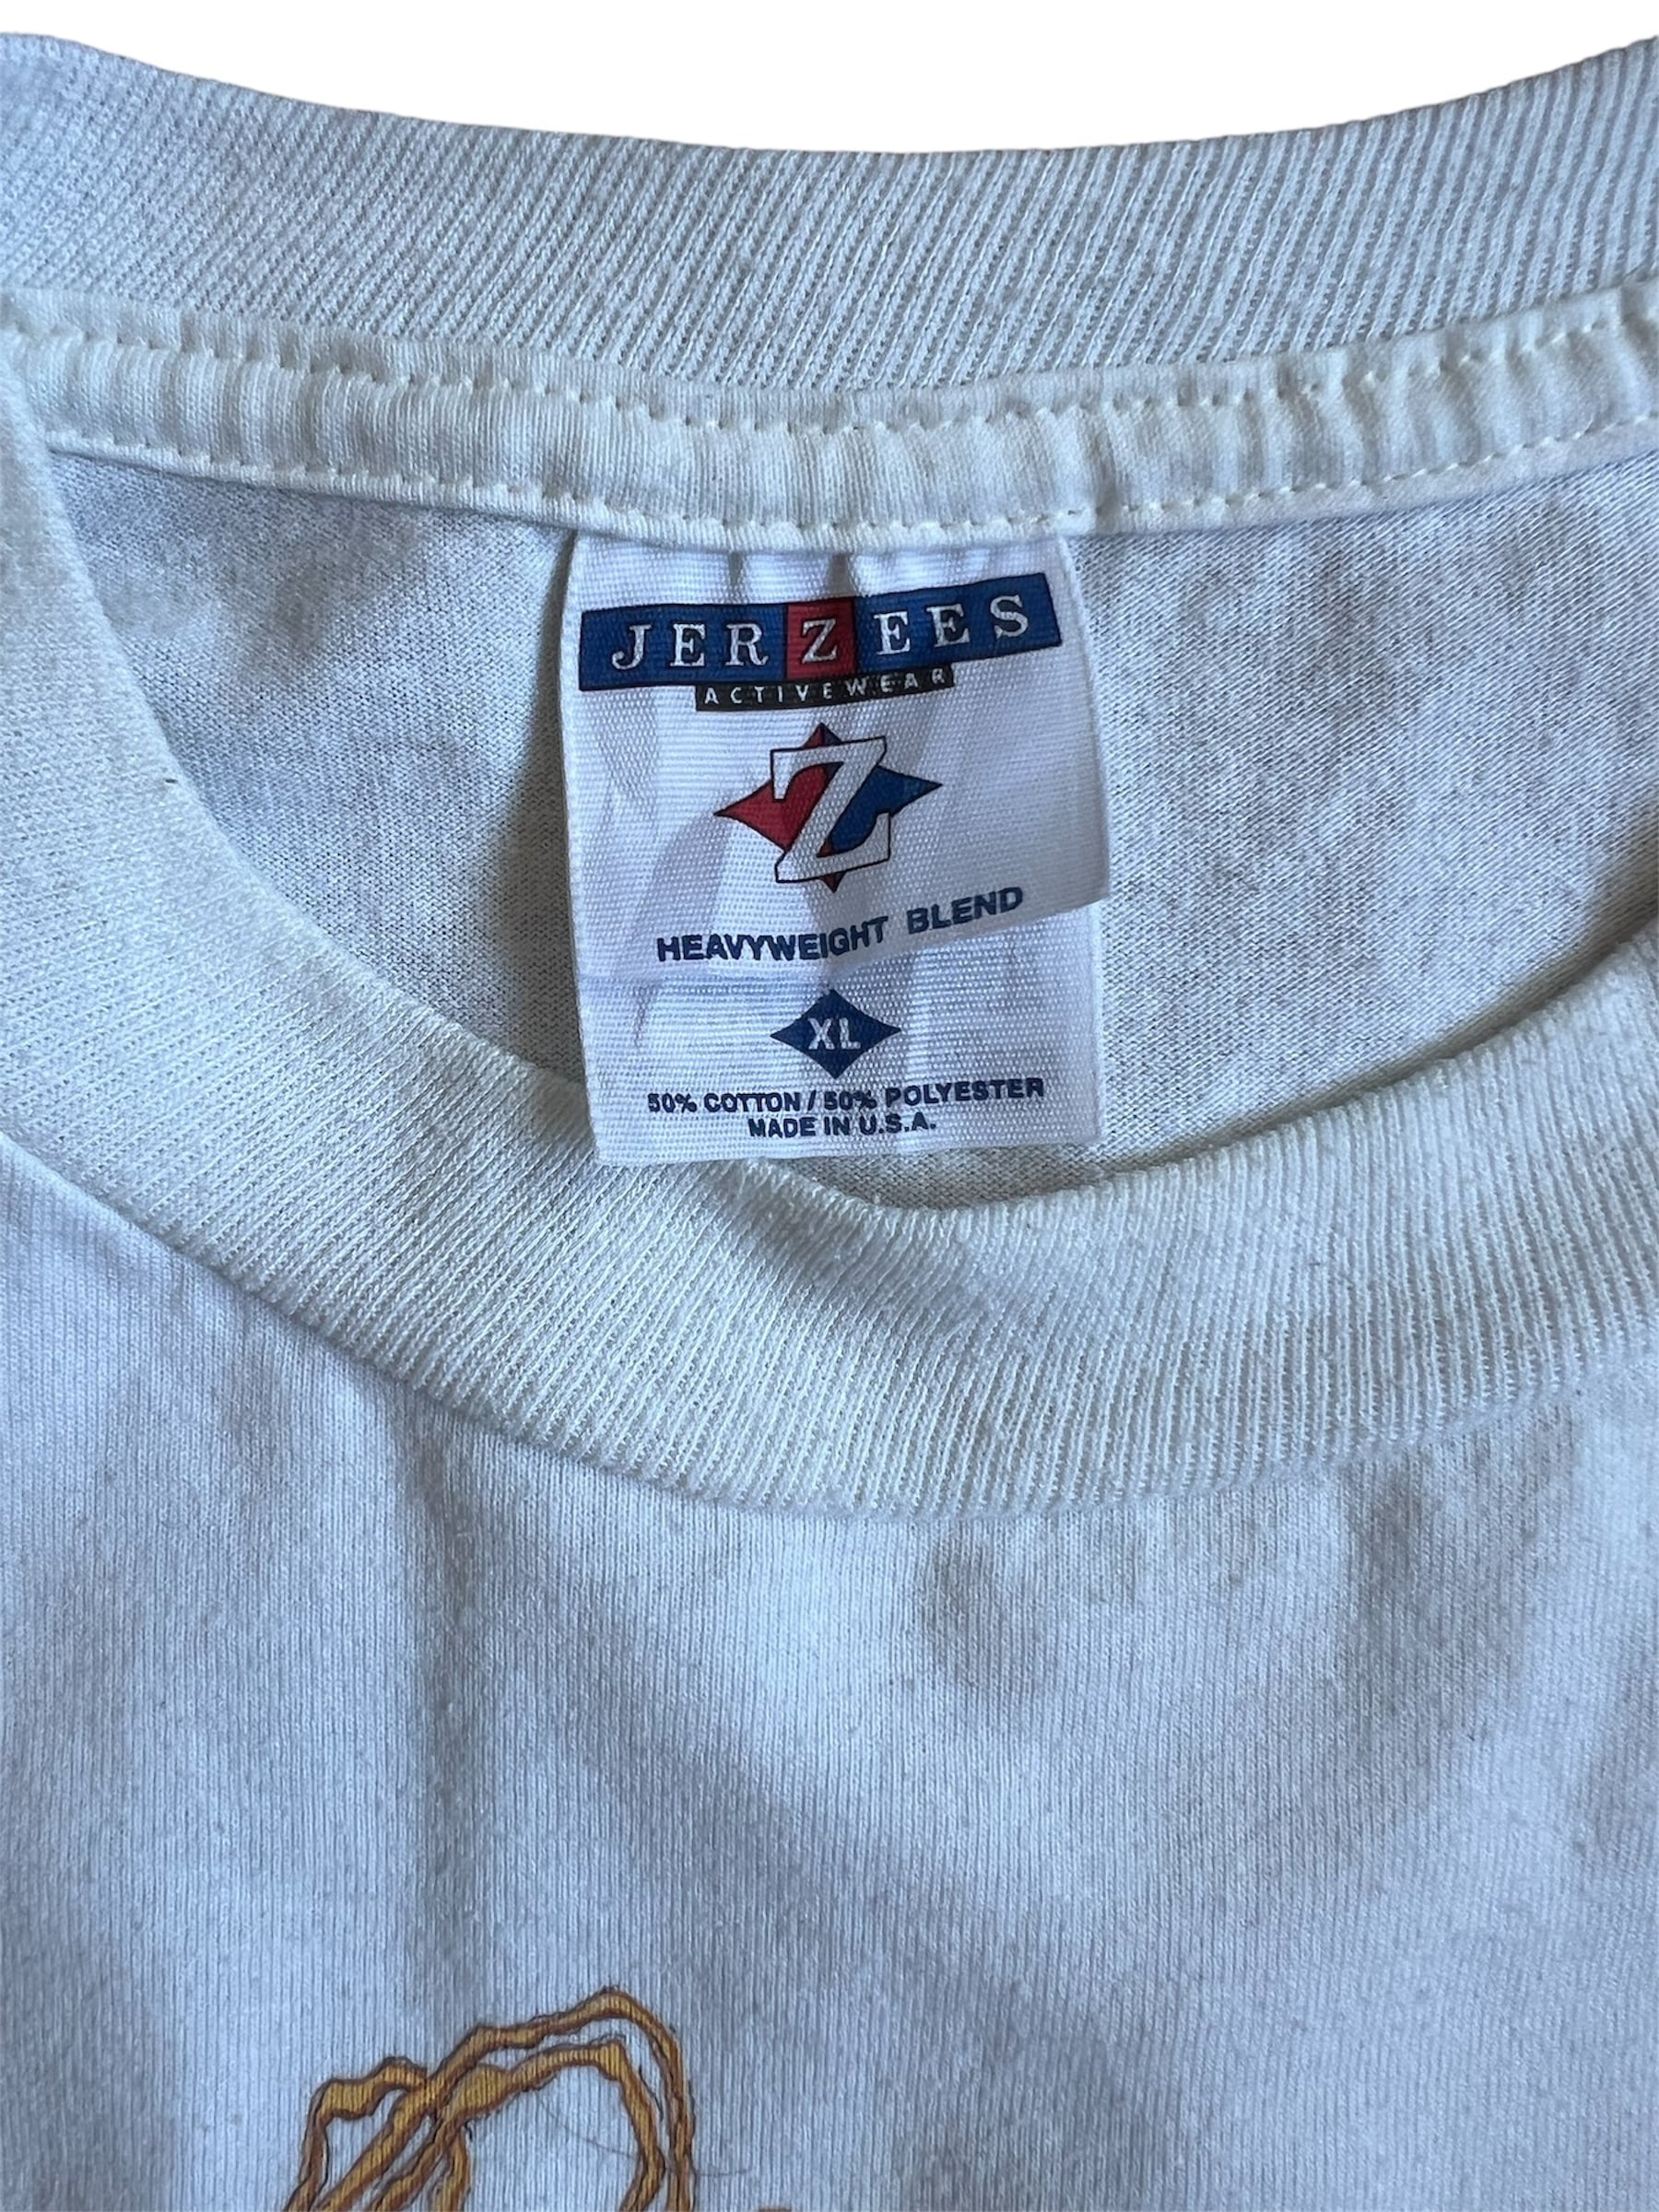 JERZEES
ACTIVEWEAR
Z
HEAVYWEIGHT BLEND
XL
50% COTTON / 50% POLYESTER
MADE IN U.S.A.